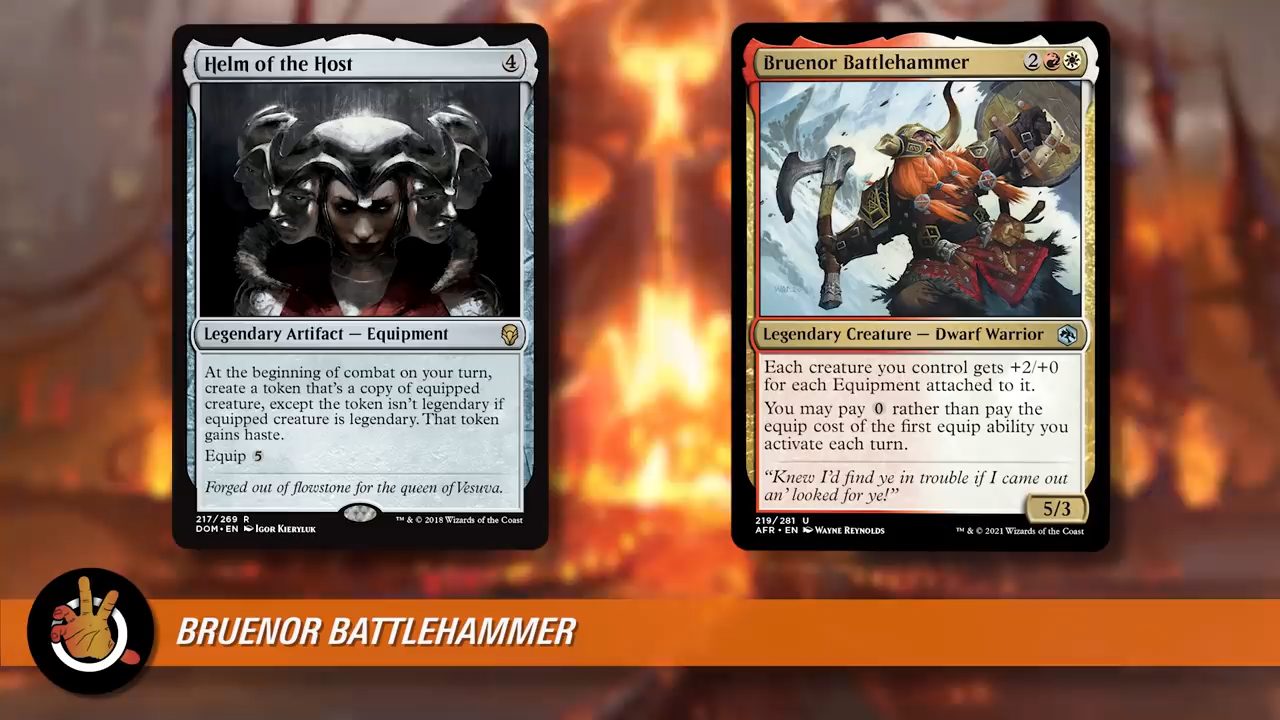 Helm of the Host 4
Legendary Artifact — Equipment
At the beginning of combat on your turn,
create a token that's a copy of equipped
creature, except the token isn't legendary if
equipped creature is legendary. That token
gains haste.
Equip 5
Forged out of flowstone for the queen of Vesuva.
217/269 R
DOM • EN Igor Kieryluk
™ & © 2018 Wizards of the Coast
Bruenor Battlehammer 2
Legendary Creature — Dwarf Warrior
Each creature you control gets +2/+0
for each Equipment attached to it.
You may pay 0 rather than pay the
equip cost of the first equip ability you
activate each turn.
“Knew I'd find ye in trouble if I came out
an' looked for ye!”
5/3
219/281 U
AFR • EN Wayne Reynolds
™ & © 2021 Wizards of the Coast
BRUENOR BATTLEHAMMER